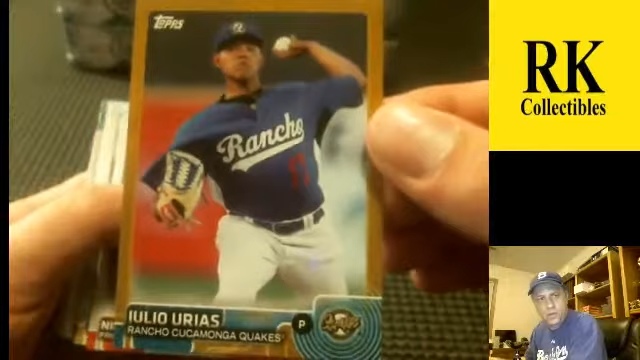 TOPPS
RK
Collectibles
Rancho
JULIO URIAS
P
RANCHO CUCAMONGA QUAKES